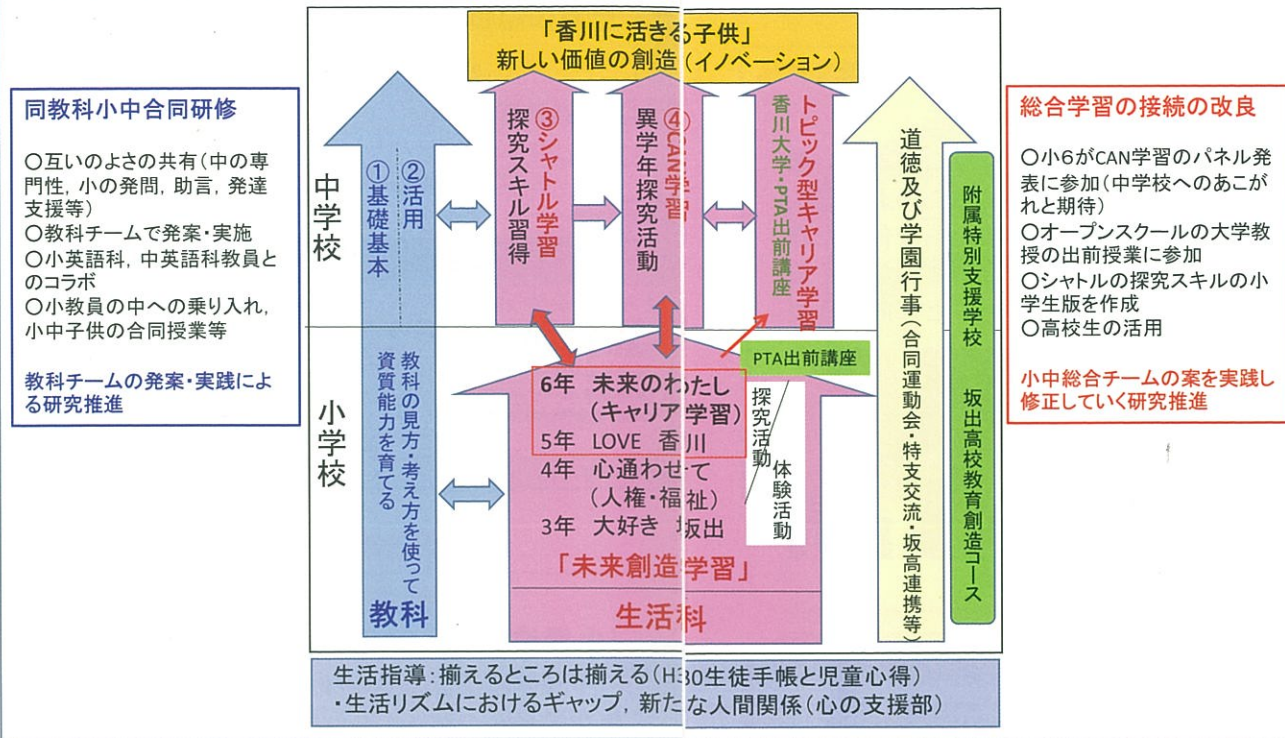 「香川に活きる子供」
新しい価値の創造(イノベーション)
同教科小中合同研修
○互いのよさの共有(中の専
門性，小の発問，助言，発達
支援等)
○教科チームで発案・実施
○小英語科，中英語科教員と
のコラボ
○小教員の中への乗り入れ，
小中子供の合同授業等
教科チームの発案・実践によ
る研究推進
中学校
小学校
②活用
①基礎基本
教科の見方・考え方を使って
資質能力を育てる
教科
③シャトル学習
探究スキル習得
④CAN学習
異学年探究活動
トピック型キャリア学習
香川大学・PTA出前講座
PTA出前講座
6年 未来のわたし
(キャリア学習)
5年 LOVE 香川
4年 心通わせて
(人権・福祉)
3年 大好き 坂出
探究活動
体験活動
「未来創造学習」
生活科
道徳及び学園行事(合同運動会・特支交流・坂高連携等)
附属特別支援学校 坂出高校教育創造コース
総合学習の接続の改良
○小6がCAN学習のパネル発
表に参加(中学校へのあこが
れと期待)
○オープンスクールの大学教
授の出前授業に参加
○シャトルの探究スキルの小
学生版を作成
○高校生の活用
小中総合チームの案を実践し
修正していく研究推進
生活指導：揃えるところは揃える(H30生徒手帳と児童心得)
・生活リズムにおけるギャップ，新たな人間関係(心の支援部)